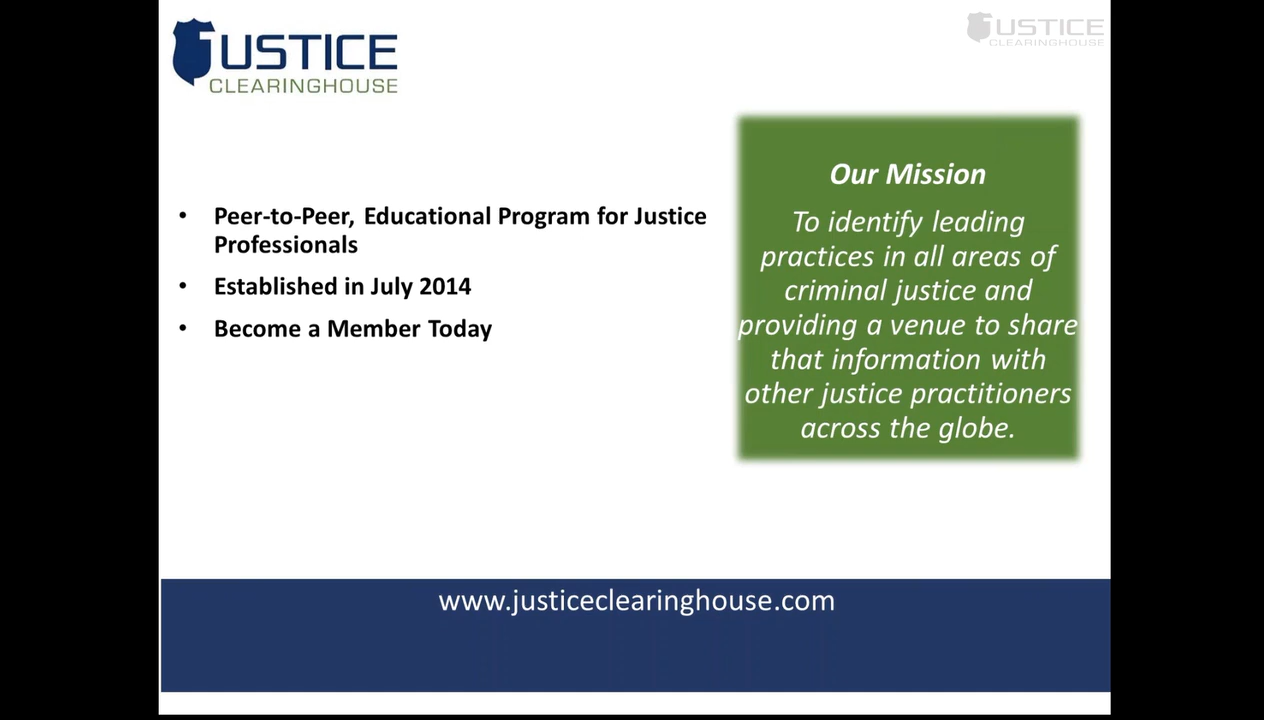 JUSTICE
CLEARINGHOUSE
JUSTICE
CLEARINGHOUSE
• Peer-to-Peer, Educational Program for Justice
Professionals
• Established in July 2014
• Become a Member Today
Our Mission
To identify leading
practices in all areas of
criminal justice and
providing a venue to share
that information with
other justice practitioners
across the globe.
www.justiceclearinghouse.com